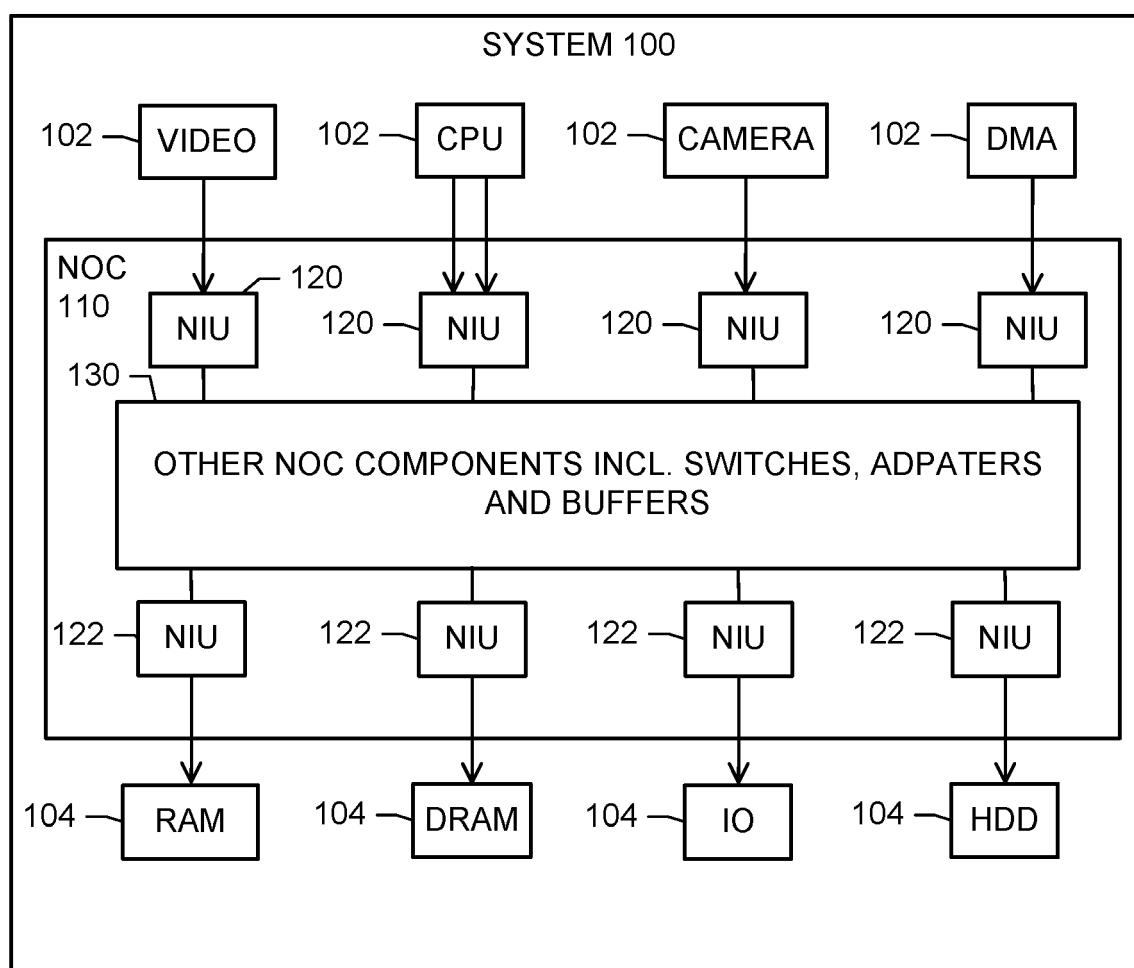 SYSTEM 100
102 VIDEO 102 CPU 102 CAMERA 102 DMA
NOC
110
120
NIU 120 NIU 120 NIU 120 NIU
130
OTHER NOC COMPONENTS INCL. SWITCHES, ADPATERS
AND BUFFERS
122 NIU 122 NIU 122 NIU 122 NIU
104 RAM 104 DRAM 104 IO 104 HDD